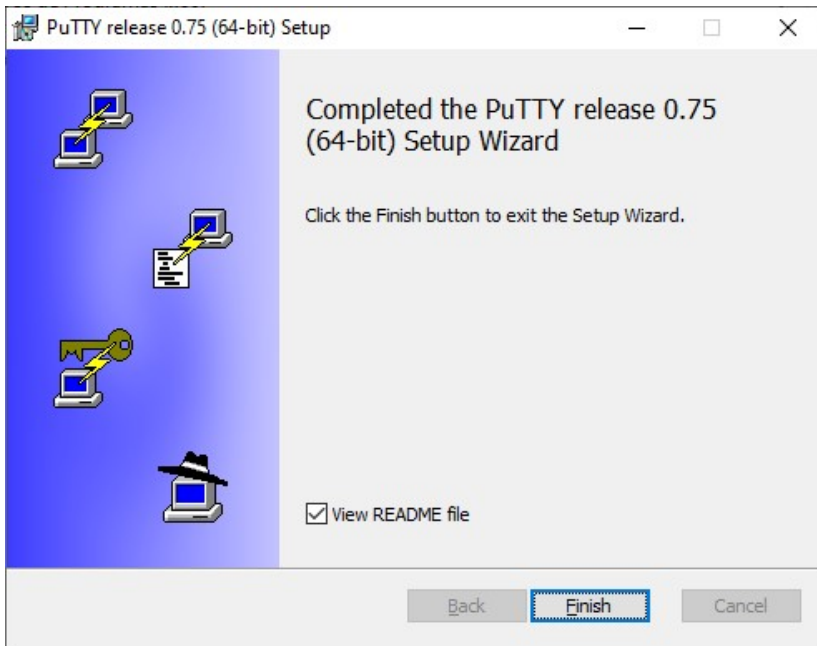 PuTTY release 0.75 (64-bit) Setup
Completed the PuTTY release 0.75
(64-bit) Setup Wizard
Click the Finish button to exit the Setup Wizard.
View README file
Back
Finish
Cancel